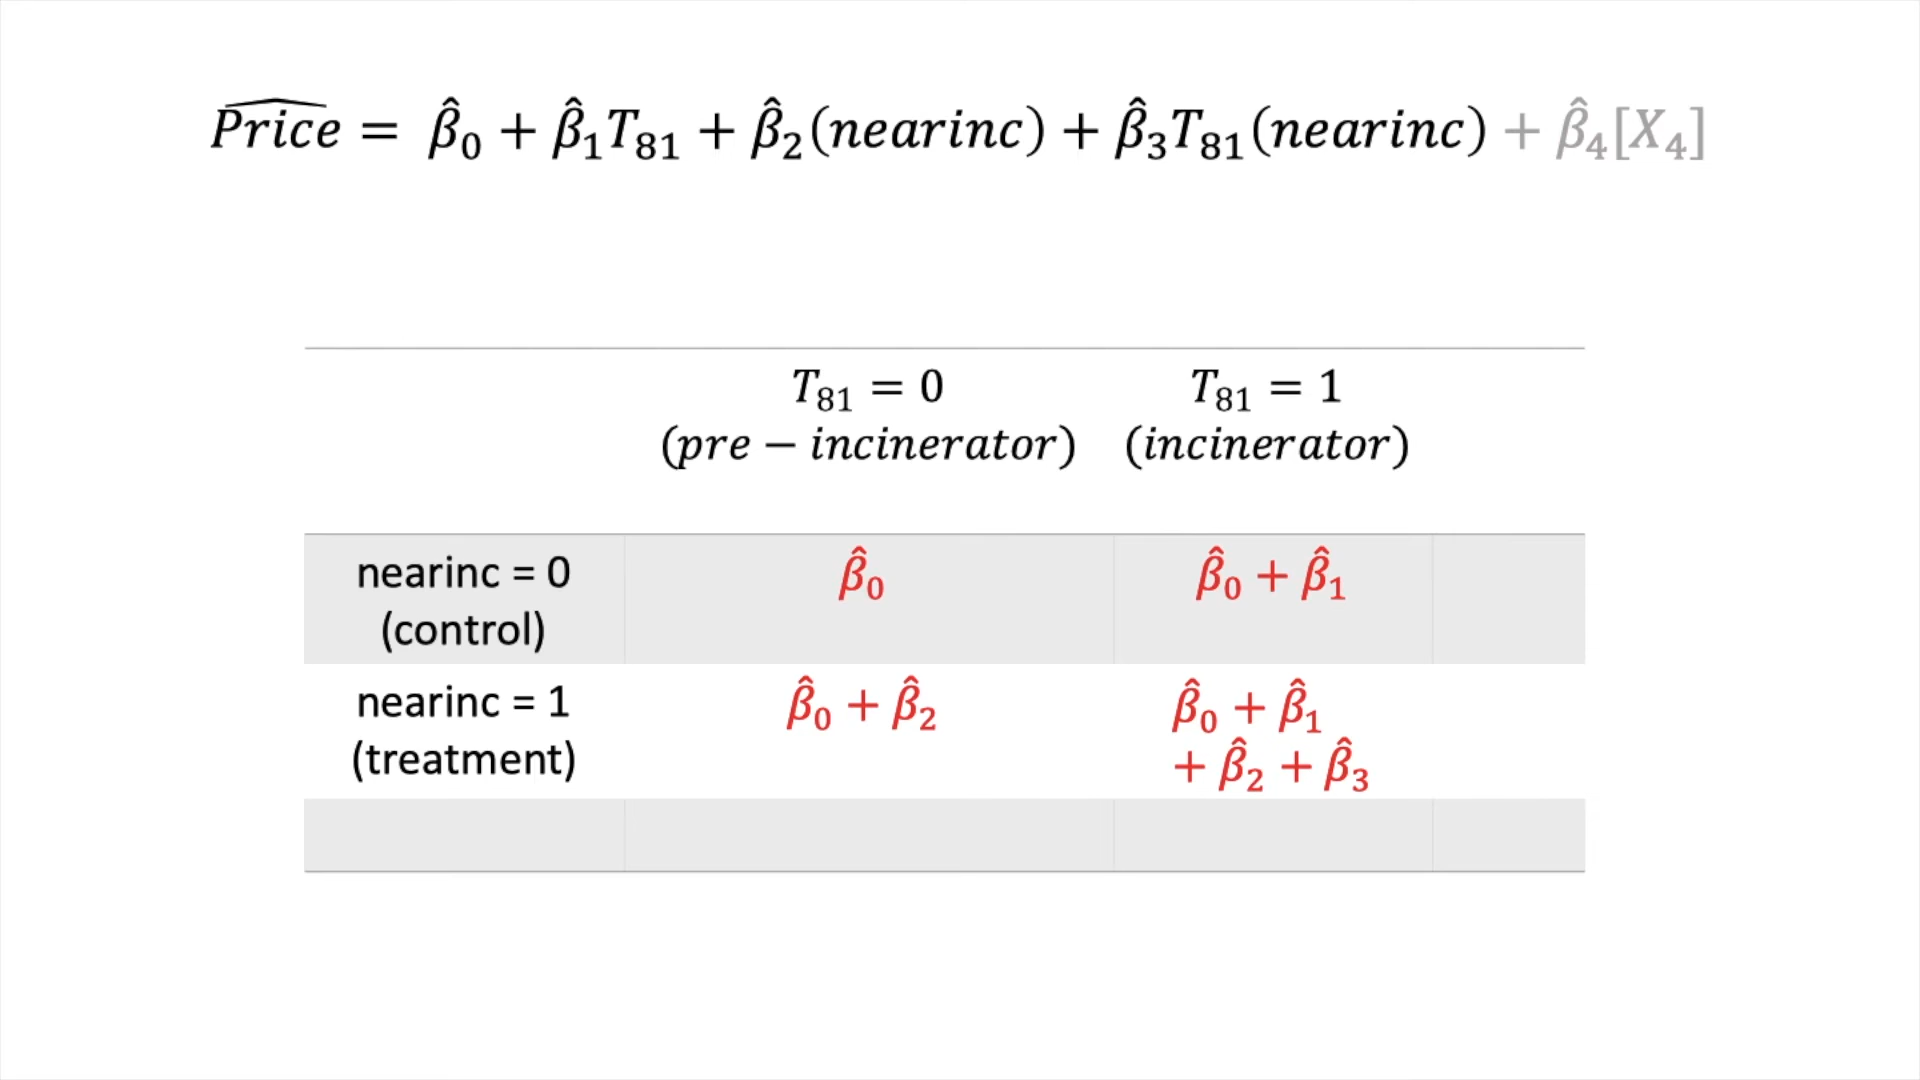 P̂rice = β̂₀ + β̂₁T₈₁ + β̂₂(nearinc) + β̂₃T₈₁(nearinc) + β̂₄[X₄]
T₈₁ = 0 T₈₁ = 1
(pre − incinerator) (incinerator)
nearinc = 0 β̂₀ β̂₀ + β̂₁
(control)
nearinc = 1 β̂₀ + β̂₂ β̂₀ + β̂₁
(treatment) + β̂₂ + β̂₃